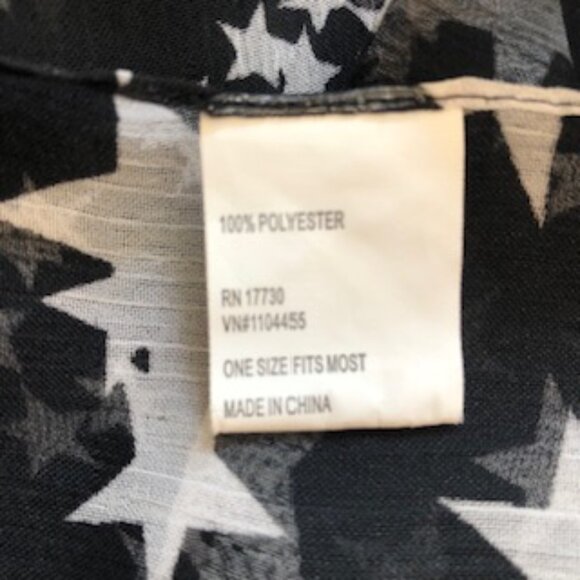 100% POLYESTER
RN 17730
VN#1104455
ONE SIZE FITS MOST
MADE IN CHINA